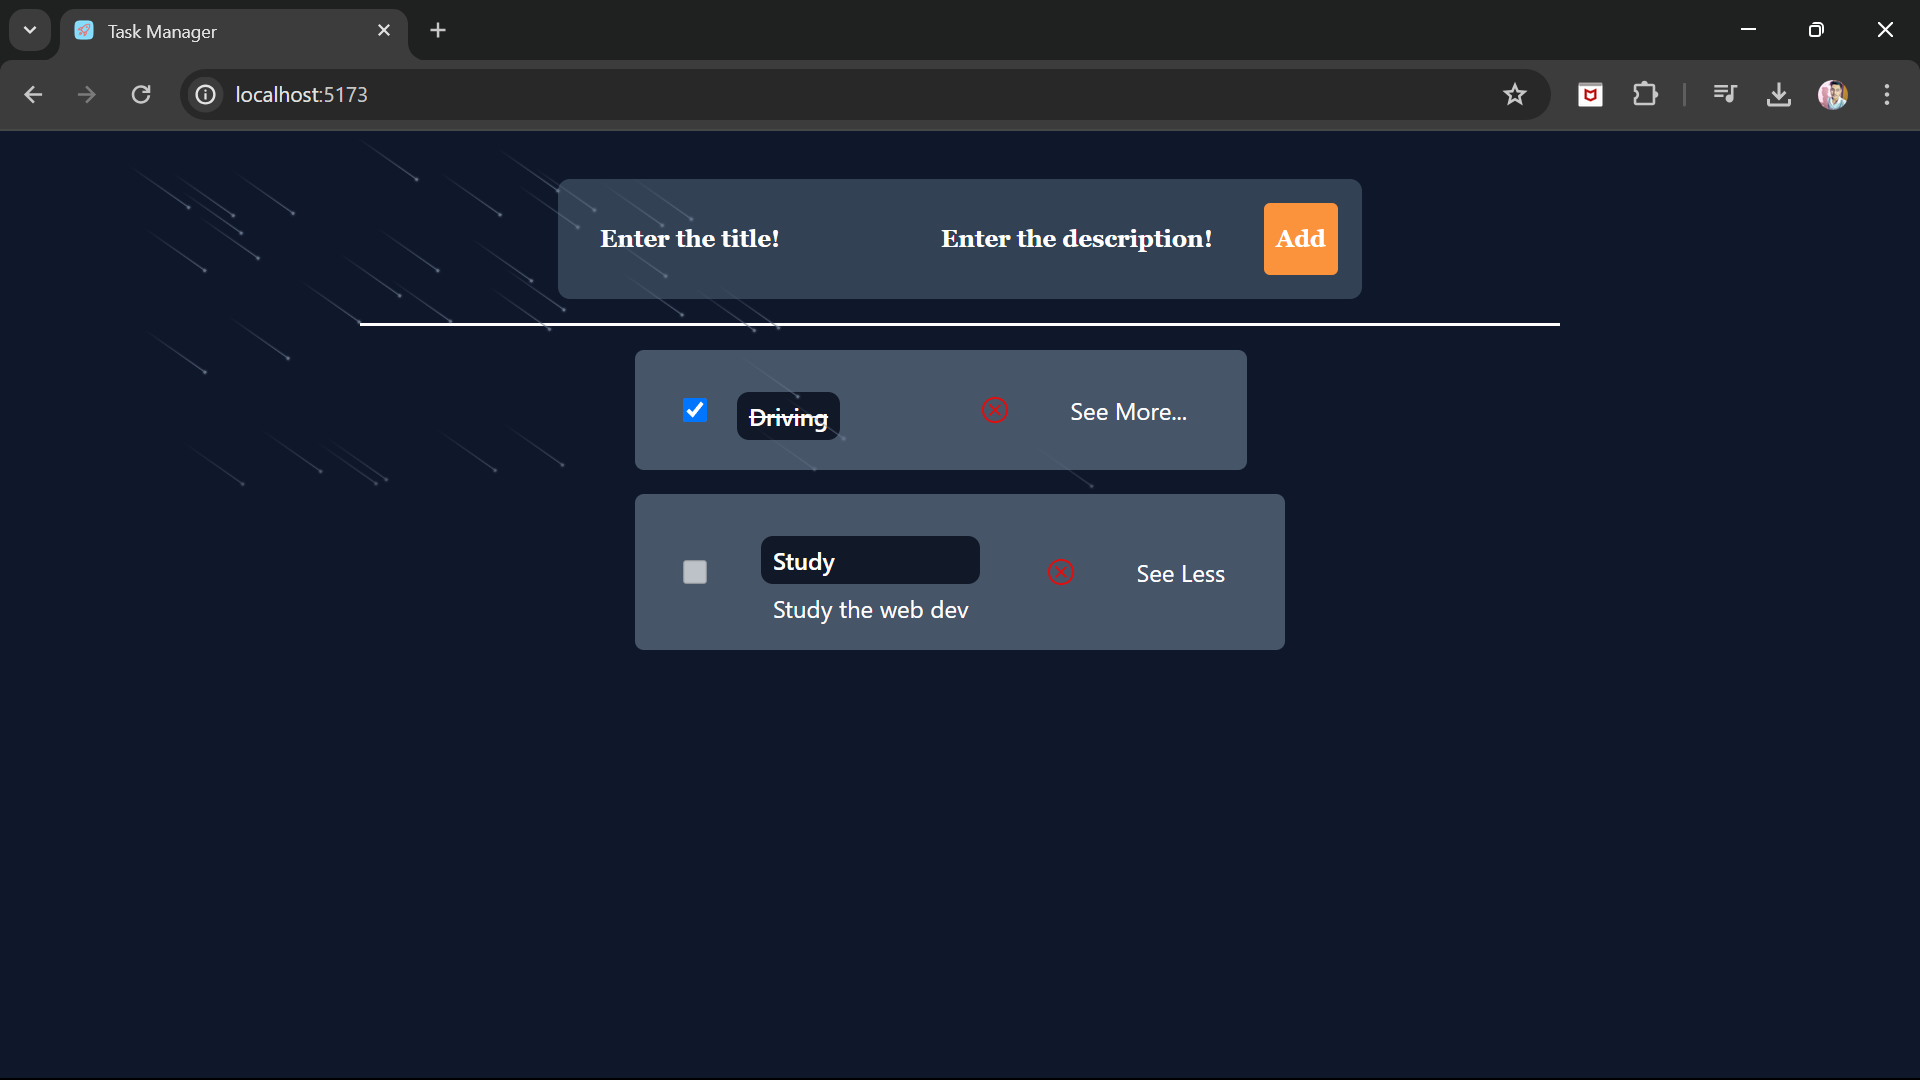 Task Manager
localhost:5173
Enter the title!
Enter the description!
Add
Driving
See More...
Study
Study the web dev
See Less